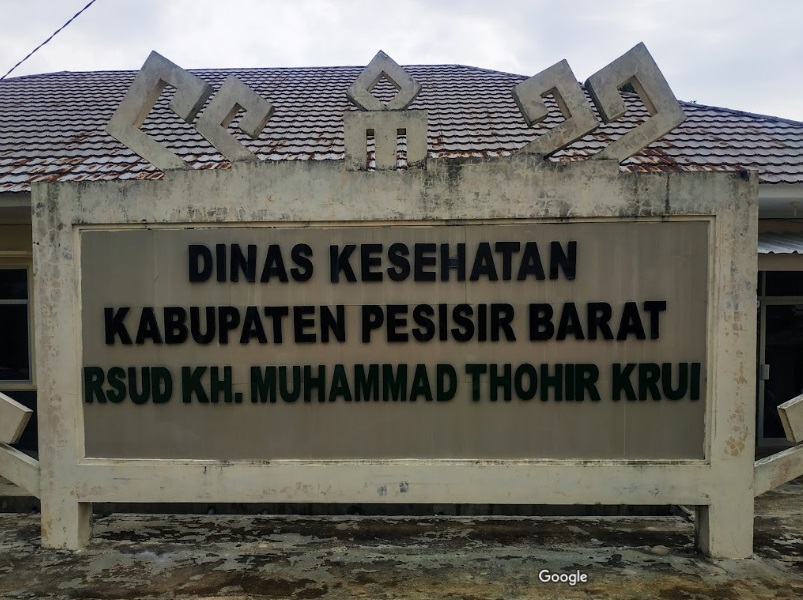 DINAS KESEHATAN
KABUPATEN PESISIR BARAT
RSUD KH. MUHAMMAD THOHIR KRUI
Google